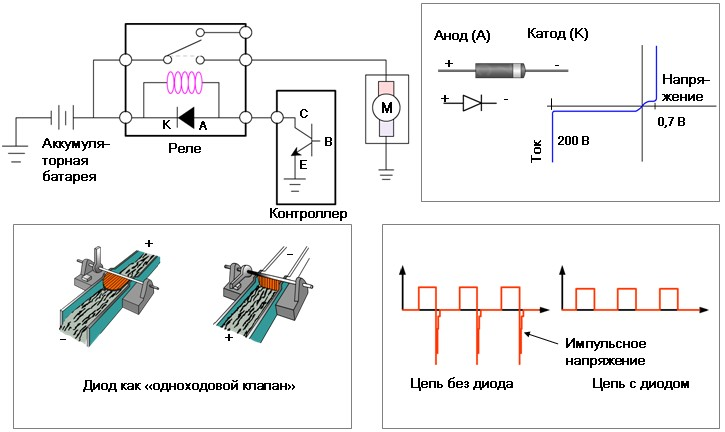 К
А
Аккумуля-
торная
батарея
Реле
C
B
E
Контроллер
M
Анод (А)
Катод (К)
+
-
+
-
Напря-
жение
0,7 В
200 В
Ток
+
-
-
+
Диод как «одноходовой клапан»
Импульсное
напряжение
Цепь без диода
Цепь с диодом